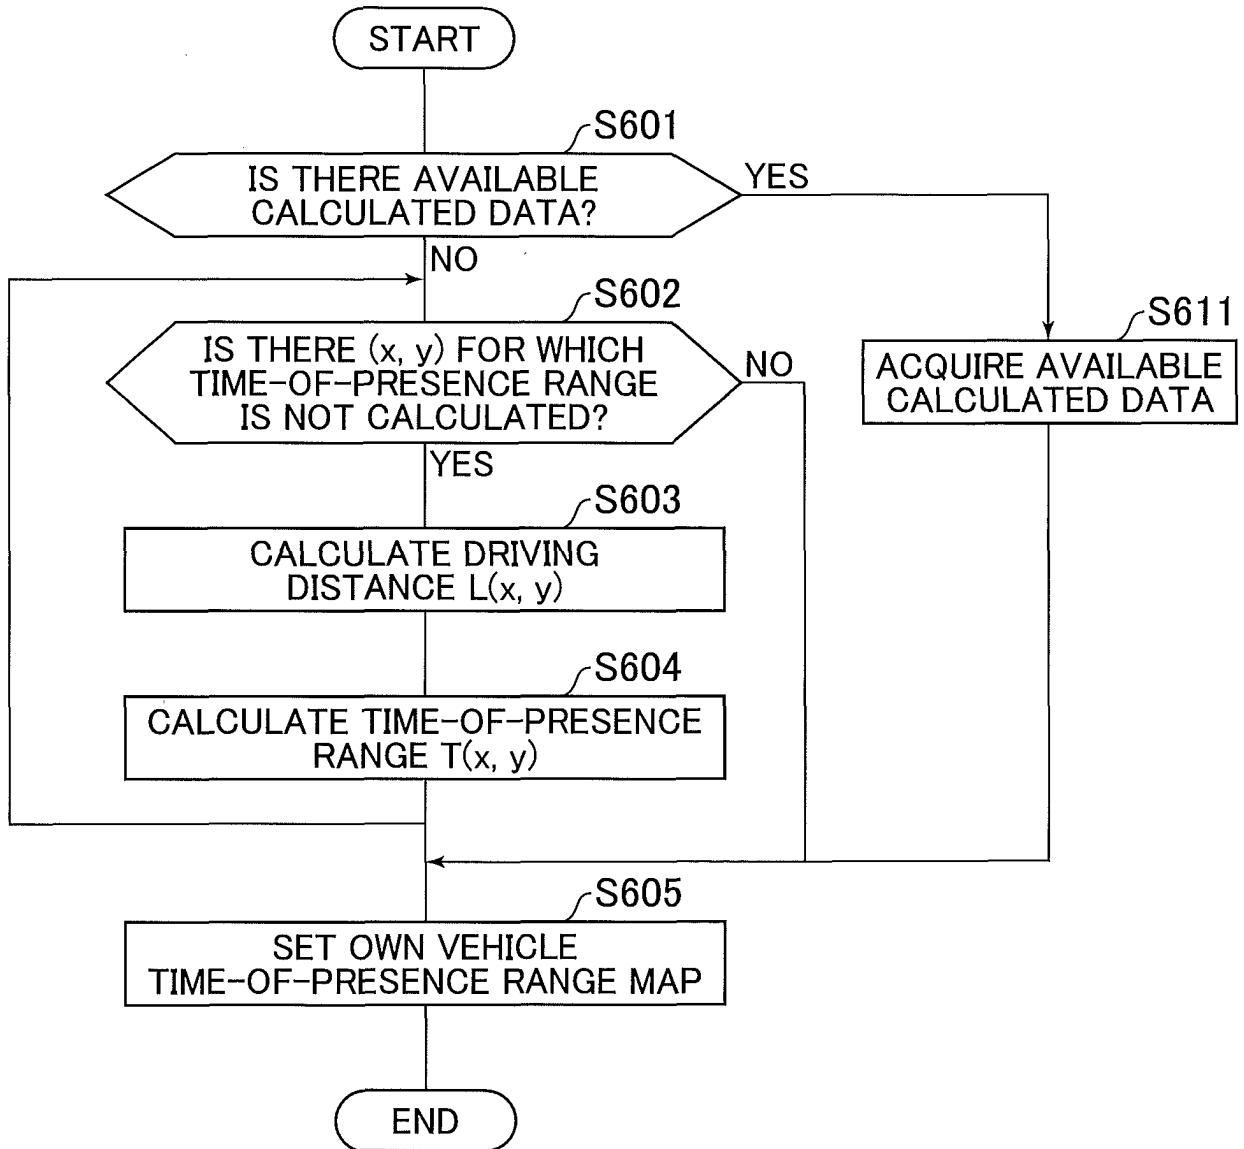 START
S601
IS THERE AVAILABLE
CALCULATED DATA?
YES
NO
S602
IS THERE (x, y) FOR WHICH
TIME-OF-PRESENCE RANGE
IS NOT CALCULATED?
NO
S611
ACQUIRE AVAILABLE
CALCULATED DATA
YES
S603
CALCULATE DRIVING
DISTANCE L(x, y)
S604
CALCULATE TIME-OF-PRESENCE
RANGE T(x, y)
S605
SET OWN VEHICLE
TIME-OF-PRESENCE RANGE MAP
END